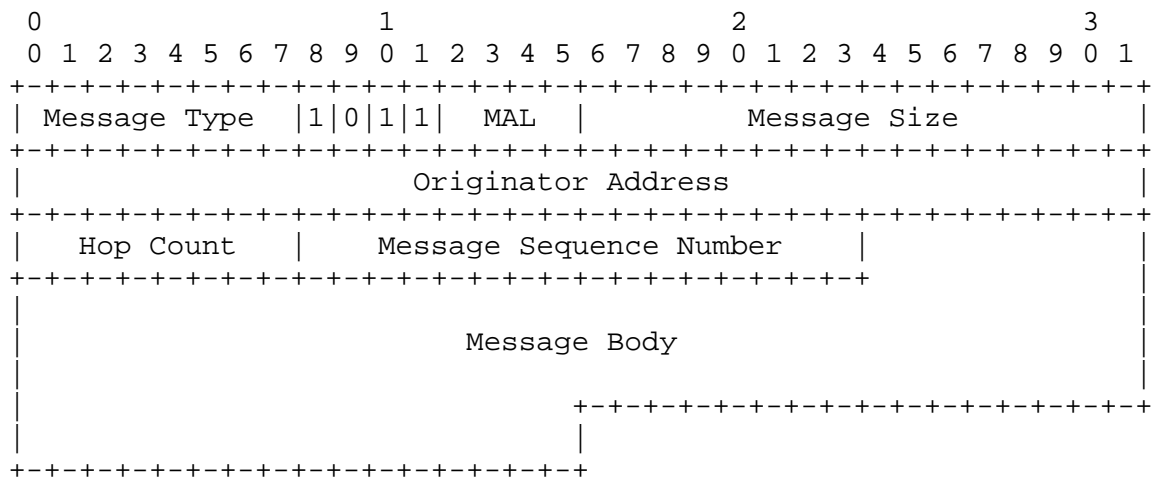 0                   1                   2                   3
 0 1 2 3 4 5 6 7 8 9 0 1 2 3 4 5 6 7 8 9 0 1 2 3 4 5 6 7 8 9 0 1
+-+-+-+-+-+-+-+-+-+-+-+-+-+-+-+-+-+-+-+-+-+-+-+-+-+-+-+-+-+-+-+-+
| Message Type  |1|0|1|1|  MAL  |         Message Size          |
+-+-+-+-+-+-+-+-+-+-+-+-+-+-+-+-+-+-+-+-+-+-+-+-+-+-+-+-+-+-+-+-+
|                      Originator Address                       |
+-+-+-+-+-+-+-+-+-+-+-+-+-+-+-+-+-+-+-+-+-+-+-+-+-+-+-+-+-+-+-+-+
|   Hop Count   |    Message Sequence Number    |               |
+-+-+-+-+-+-+-+-+-+-+-+-+-+-+-+-+-+-+-+-+-+-+-+-+               |
|                                                               |
|                         Message Body                          |
|                                                               |
|                               +-+-+-+-+-+-+-+-+-+-+-+-+-+-+-+-+
|                               |
+-+-+-+-+-+-+-+-+-+-+-+-+-+-+-+-+